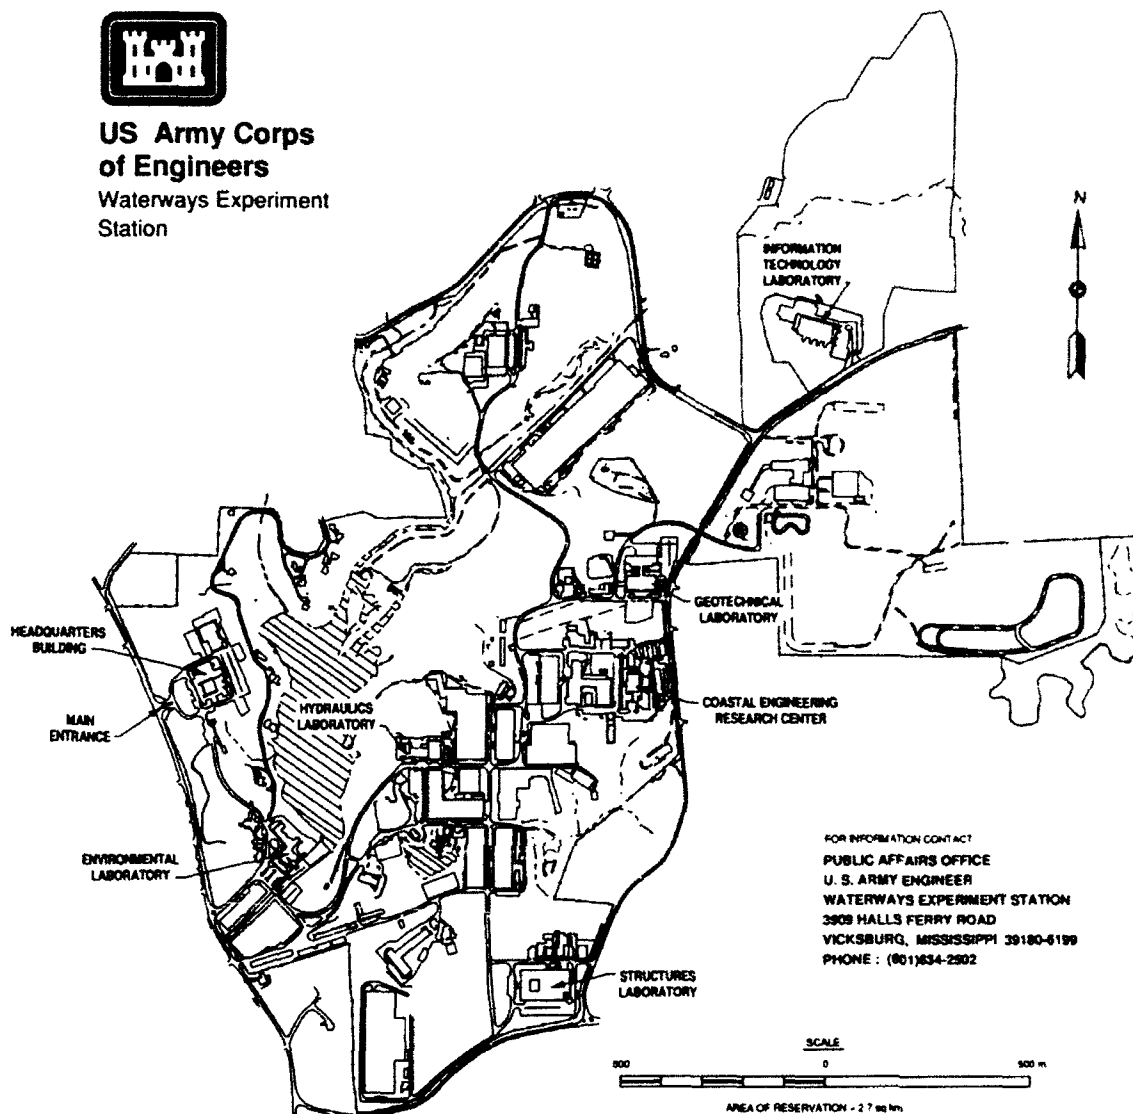 US Army Corps
of Engineers
Waterways Experiment
Station
N
INFORMATION
TECHNOLOGY
LABORATORY
GEOTECHNICAL
LABORATORY
HEADQUARTERS
BUILDING
HYDRAULICS
LABORATORY
COASTAL ENGINEERING
RESEARCH CENTER
MAIN
ENTRANCE
ENVIRONMENTAL
LABORATORY
FOR INFORMATION CONTACT
PUBLIC AFFAIRS OFFICE
U. S. ARMY ENGINEER
WATERWAYS EXPERIMENT STATION
3909 HALLS FERRY ROAD
VICKSBURG, MISSISSIPPI 39180-6199
PHONE : (601)634-2502
STRUCTURES
LABORATORY
SCALE
500 0 500 m
AREA OF RESERVATION - 2.7 sq km